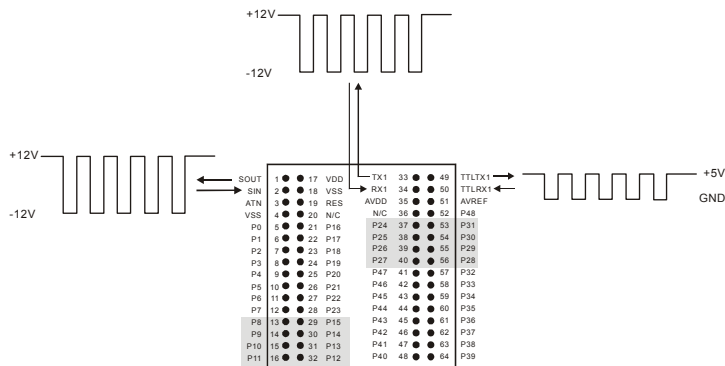 +12V
-12V
+12V
-12V
+5V
GND
SOUT 1 17 VDD TX1 33 49 TTLTX1
SIN 2 18 VSS RX1 34 50 TTLRX1
ATN 3 19 RES AVDD 35 51 AVREF
VSS 4 20 N/C N/C 36 52 P48
P0 5 21 P16 P24 37 53 P31
P1 6 22 P17 P25 38 54 P30
P2 7 23 P18 P26 39 55 P29
P3 8 24 P19 P27 40 56 P28
P4 9 25 P20 P47 41 57 P32
P5 10 26 P21 P46 42 58 P33
P6 11 27 P22 P45 43 59 P34
P7 12 28 P23 P44 44 60 P35
P8 13 29 P15 P43 45 61 P36
P9 14 30 P14 P42 46 62 P37
P10 15 31 P13 P41 47 63 P38
P11 16 32 P12 P40 48 64 P39